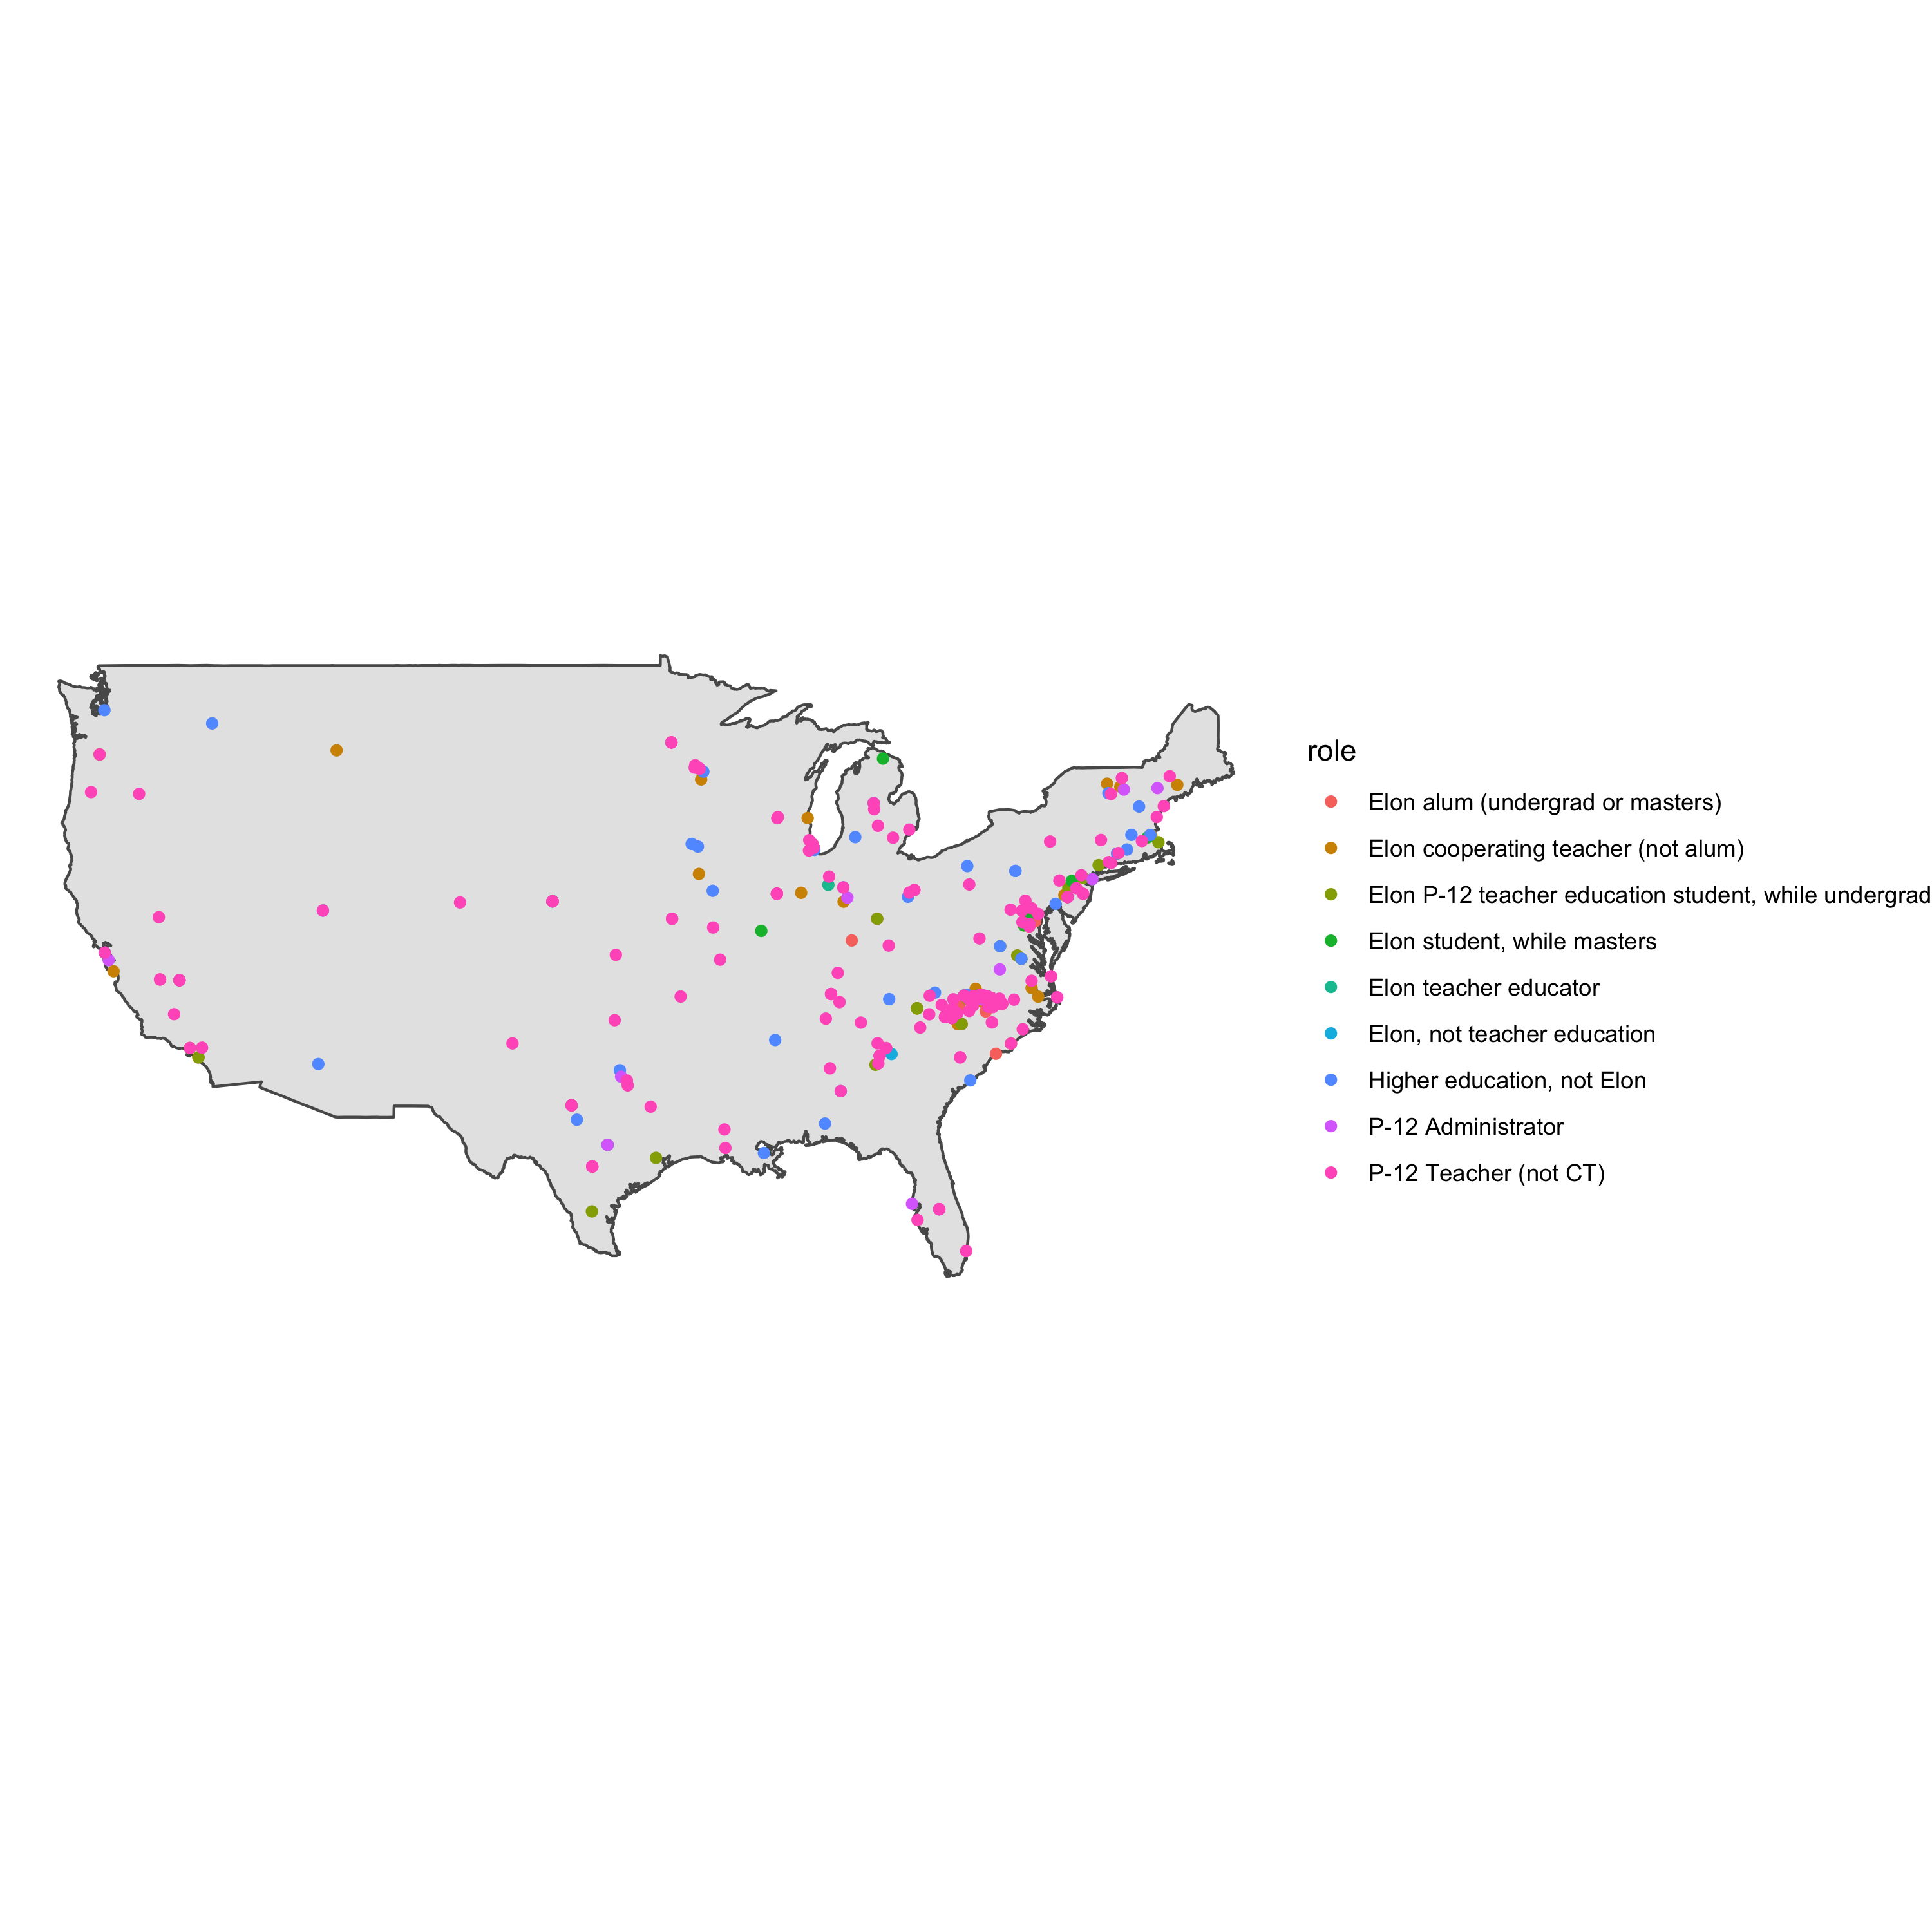 role
Elon alum (undergrad or masters)
Elon cooperating teacher (not alum)
Elon P-12 teacher education student, while undergrad
Elon student, while masters
Elon teacher educator
Elon, not teacher education
Higher education, not Elon
P-12 Administrator
P-12 Teacher (not CT)